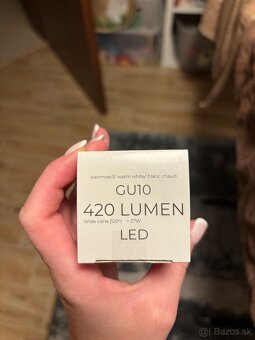 warmweiß/ warm white/ blanc chaud
GU10
420 LUMEN
Wide cone (120°) = 37W
LED
Bazos.sk